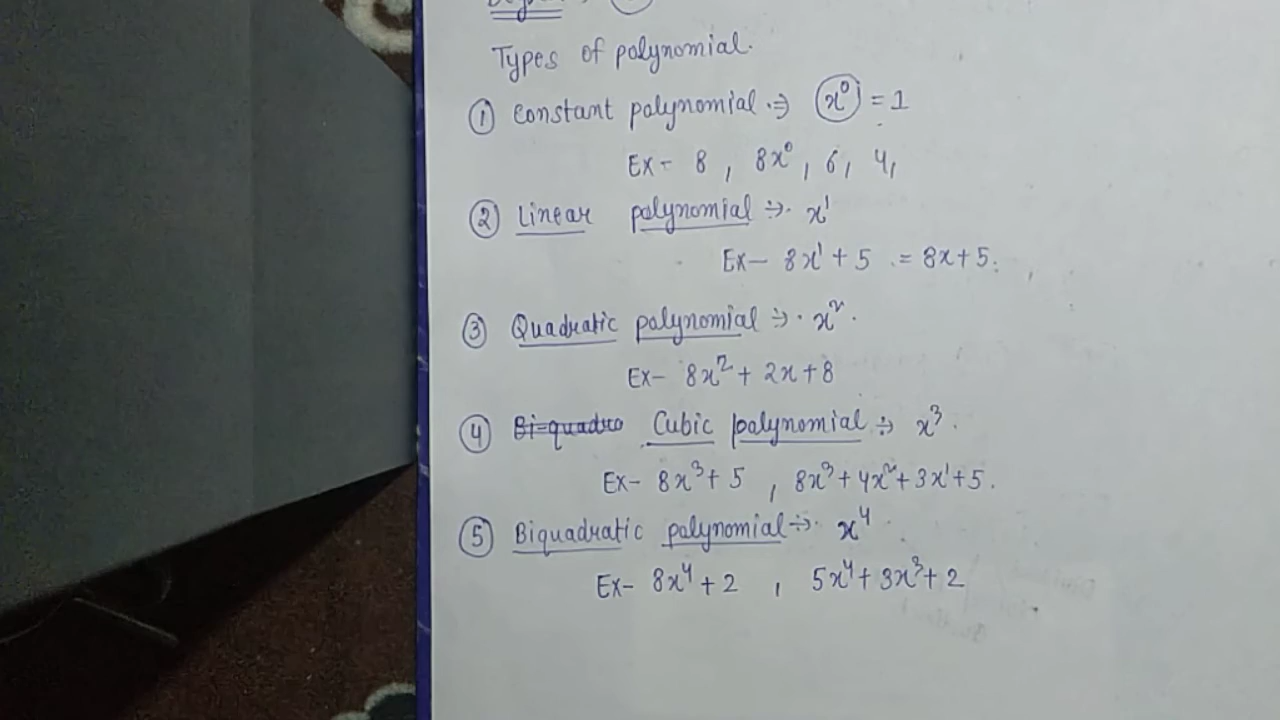 Types of polynomial.
① Constant polynomial ⇒ x⁰ = 1
Ex- 8 , 8x⁰ , 6, 4,
② Linear polynomial ⇒ x¹
Ex- 8x¹ + 5 = 8x+5.
③ Quadratic polynomial ⇒ x².
Ex- 8x² + 2x+8
④ Bi-quadra Cubic polynomial ⇒ x³.
Ex- 8x³+ 5 , 8x³+4x²+3x¹+5.
⑤ Biquadratic polynomial ⇒ x⁴
Ex- 8x⁴ + 2 , 5x⁴+ 3x³+ 2